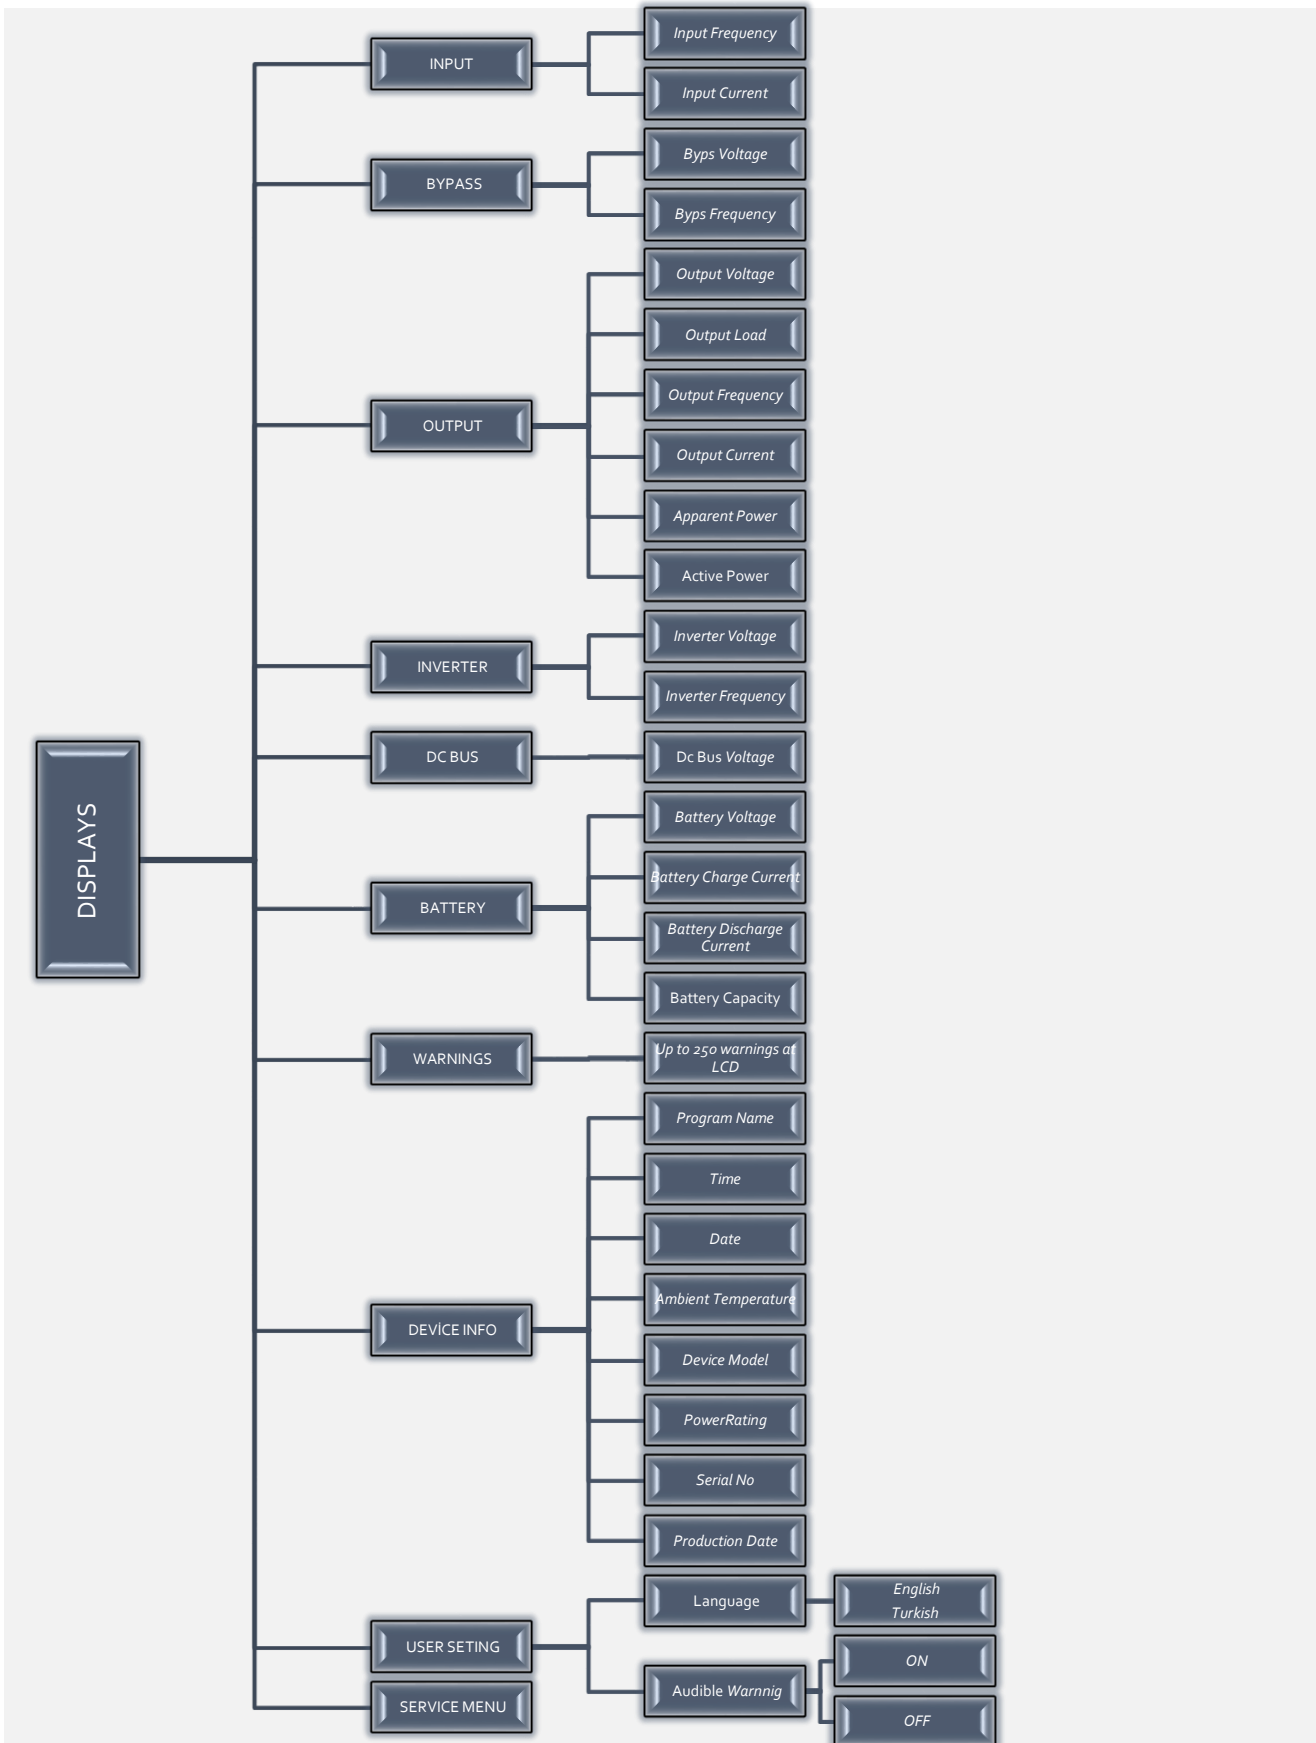 DISPLAYS
INPUT
Input Frequency
Input Current
BYPASS
Byps Voltage
Byps Frequency
OUTPUT
Output Voltage
Output Load
Output Frequency
Output Current
Apparent Power
Active Power
INVERTER
Inverter Voltage
Inverter Frequency
DC BUS
Dc Bus Voltage
BATTERY
Battery Voltage
Battery Charge Current
Battery Discharge
Current
Battery Capacity
WARNINGS
Up to 250 warnings at
LCD
DEVİCE INFO
Program Name
Time
Date
Ambient Temperature
Device Model
PowerRating
Serial No
Production Date
USER SETING
Language
English
Turkish
Audible Warnnig
ON
OFF
SERVICE MENU